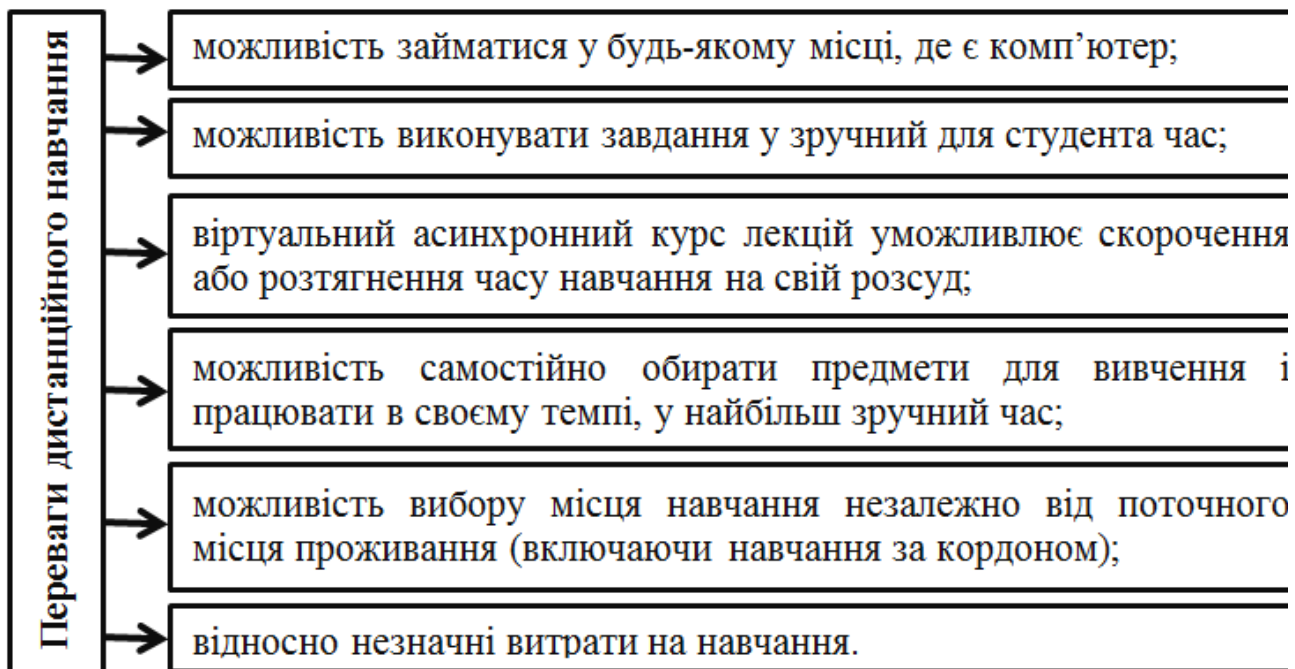 Переваги дистанційного навчання
можливість займатися у будь-якому місці, де є комп’ютер;
можливість виконувати завдання у зручний для студента час;
віртуальний асинхронний курс лекцій уможливлює скорочення
або розтягнення часу навчання на свій розсуд;
можливість самостійно обирати предмети для вивчення і
працювати в своєму темпі, у найбільш зручний час;
можливість вибору місця навчання незалежно від поточного
місця проживання (включаючи навчання за кордоном);
відносно незначні витрати на навчання.